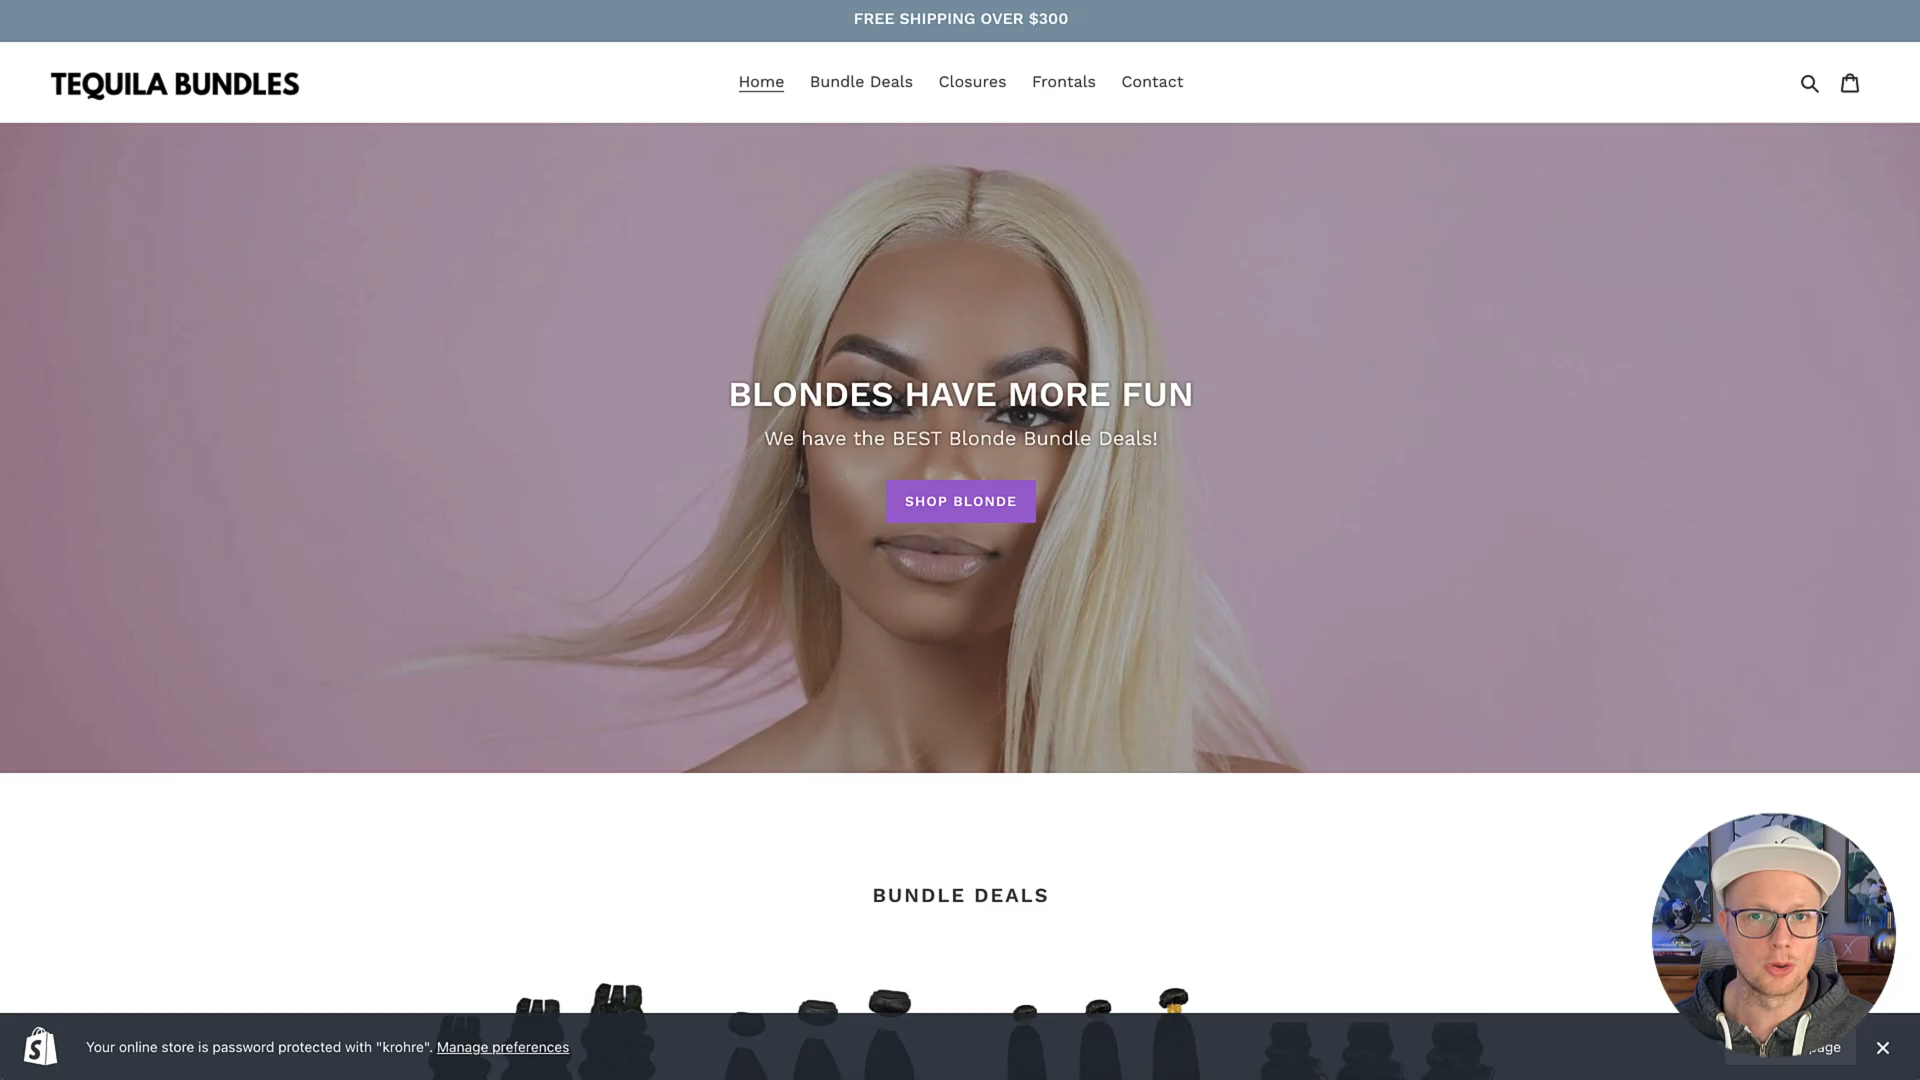 FREE SHIPPING OVER $300
TEQUILA BUNDLES
Home Bundle Deals Closures Frontals Contact
BLONDES HAVE MORE FUN
We have the BEST Blonde Bundle Deals!
SHOP BLONDE
BUNDLE DEALS
Your online store is password protected with "krohre". Manage preferences